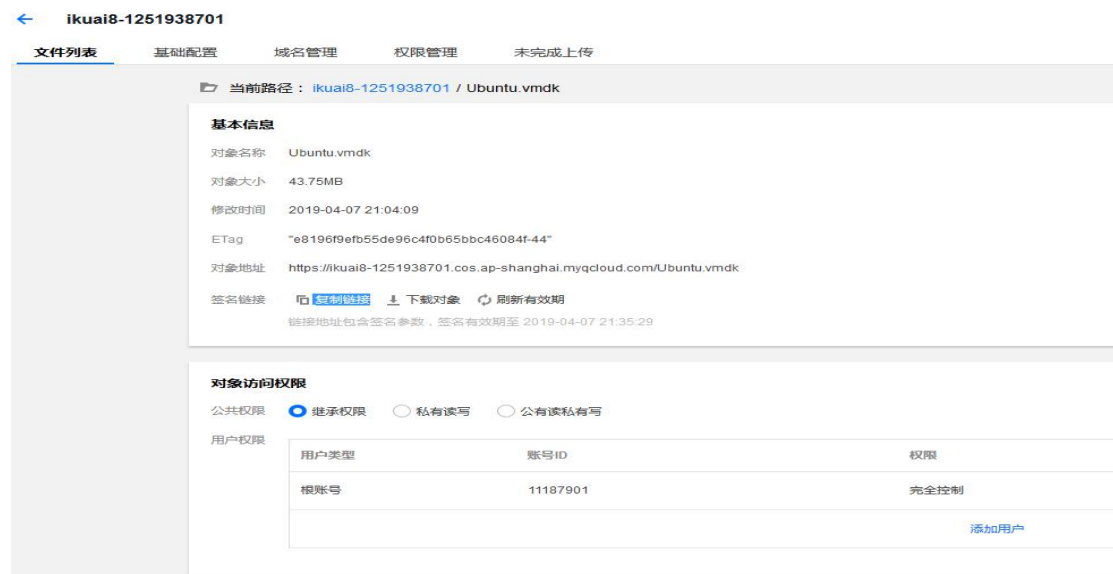 ikuai8-1251938701
文件列表 基础配置 域名管理 权限管理 未完成上传
当前路径： ikuai8-1251938701 / Ubuntu.vmdk
基本信息
对象名称 Ubuntu.vmdk
对象大小 43.75MB
修改时间 2019-04-07 21:04:09
ETag "e8196f9efb55de96c4f0b65bbc46084f-44"
对象地址 https://ikuai8-1251938701.cos.ap-shanghai.myqcloud.com/Ubuntu.vmdk
签名链接 复制链接 下载对象 刷新有效期
链接地址包含签名参数，签名有效期至 2019-04-07 21:35:29
对象访问权限
公共权限 继承权限 私有读写 公有读私有写
用户权限
用户类型 账号ID 权限
根账号 11187901 完全控制
添加用户